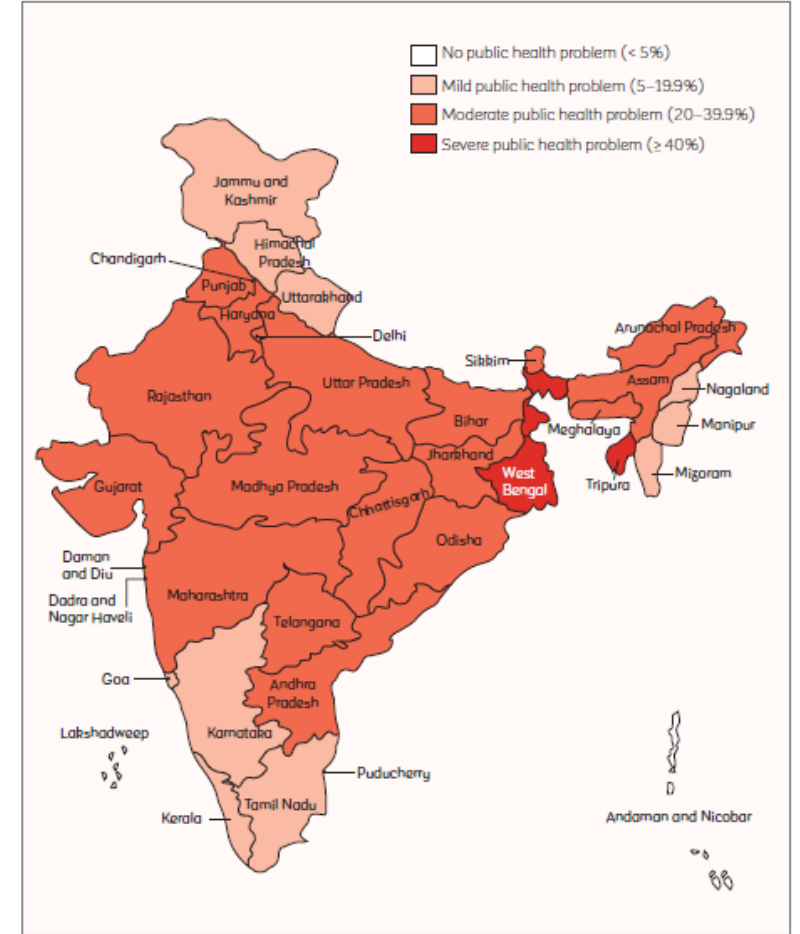 No public health problem (< 5%)
Mild public health problem (5–19.9%)
Moderate public health problem (20–39.9%)
Severe public health problem (≥ 40%)
Jammu and
Kashmir
Himachal
Pradesh
Chandigarh
Punjab
Uttarakhand
Haryana
Delhi
Arunachal Pradesh
Sikkim
Uttar Pradesh
Assam
Nagaland
Rajasthan
Bihar
Meghalaya
Manipur
Jharkhand
West
Bengal
Tripura
Mizoram
Gujarat
Madhya Pradesh
Chhattisgarh
Odisha
Daman
and Diu
Dadra and
Nagar Haveli
Maharashtra
Telangana
Goa
Andhra
Pradesh
Lakshadweep
Karnataka
Puducherry
Kerala
Tamil Nadu
Andaman and Nicobar